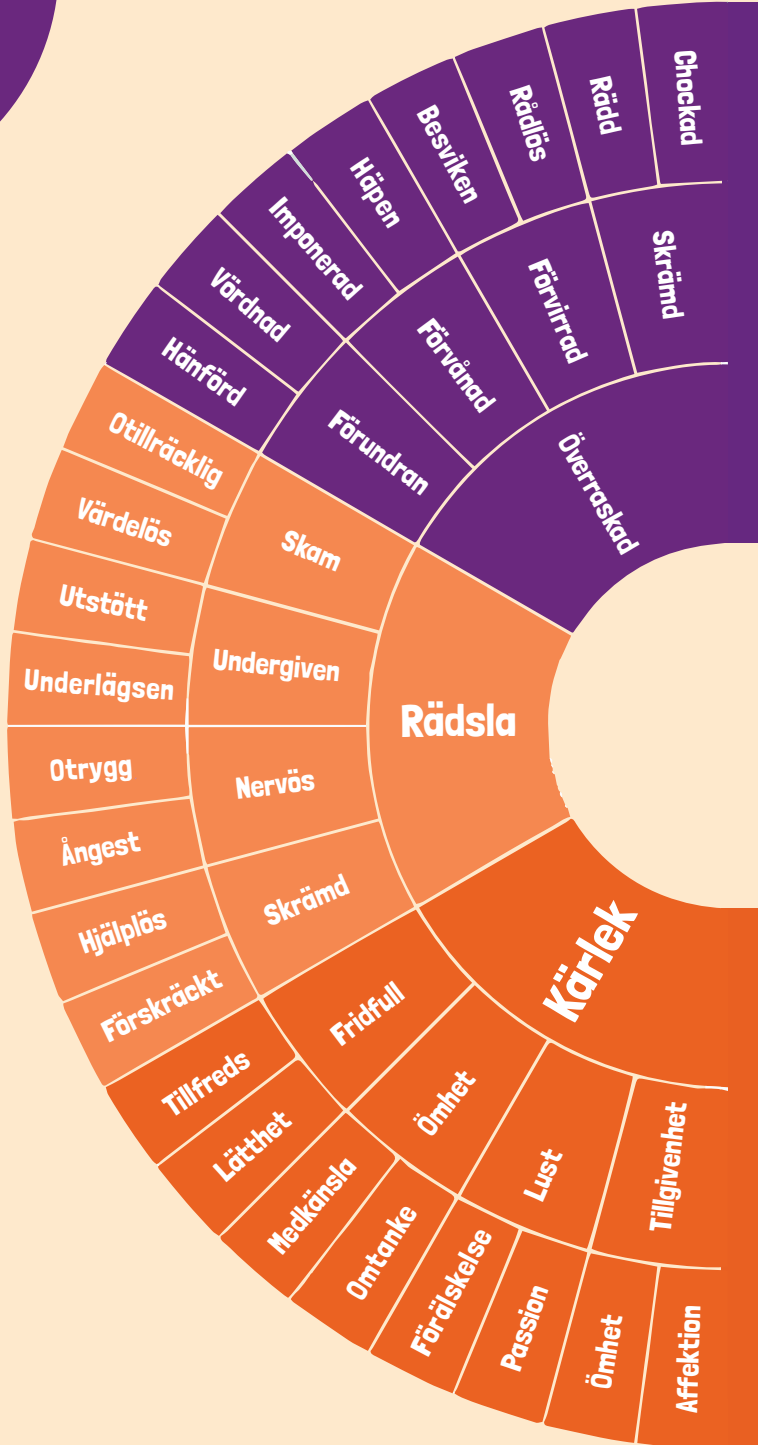 Chockad
Rädd
Rådlös
Besviken
Häpen
Imponerad
Vördnad
Hänförd
Skrämd
Förvirrad
Förvånad
Förundran
Överraskad
Otillräcklig
Värdelös
Utstött
Underlägsen
Otrygg
Ångest
Hjälplös
Förskräckt
Skam
Undergiven
Nervös
Skrämd
Rädsla
Kärlek
Fridfull
Ömhet
Lust
Tillgivenhet
Tillfreds
Lätthet
Medkänsla
Omtanke
Förälskelse
Passion
Ömhet
Affektion